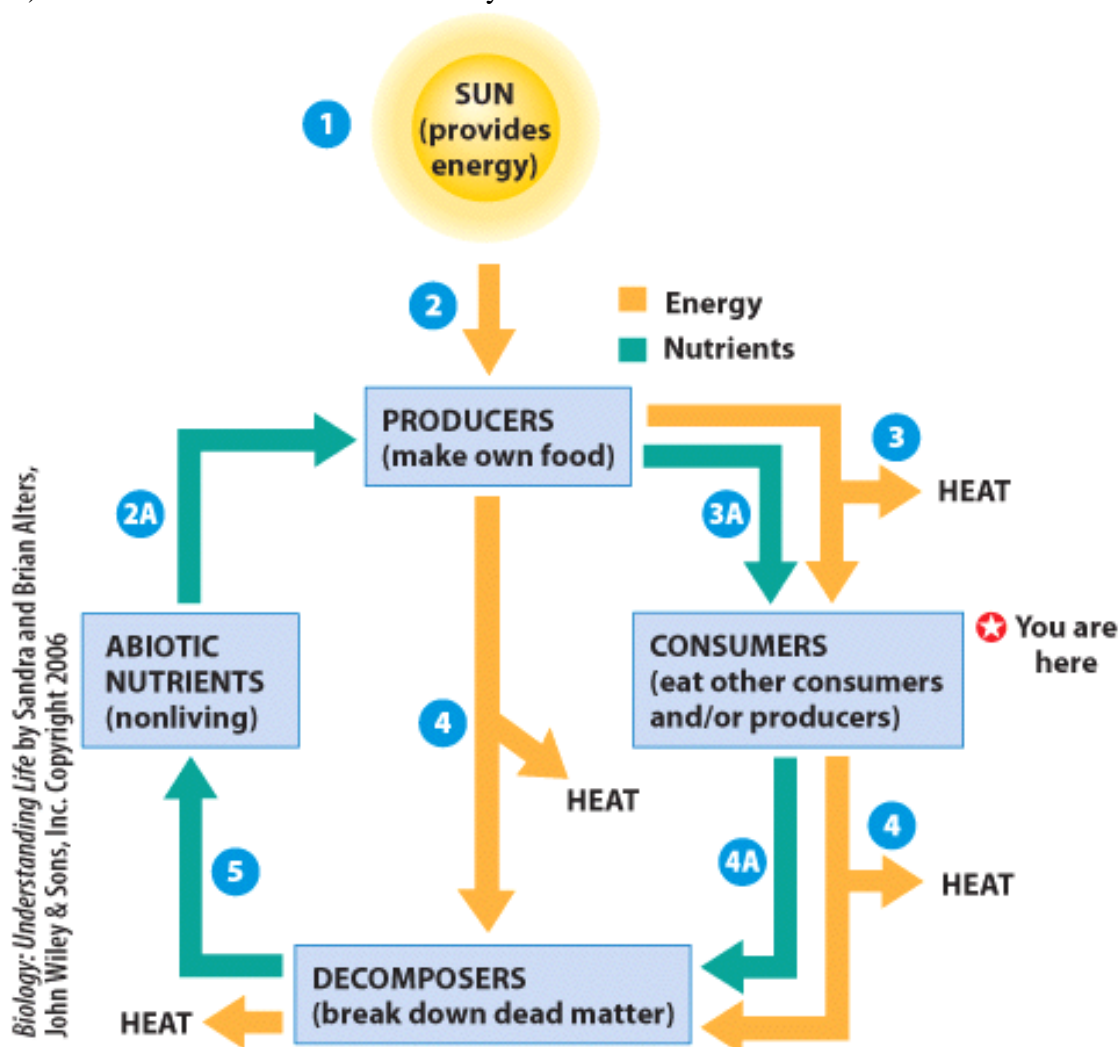 SUN
(provides
energy)
1
2
Energy
Nutrients
PRODUCERS
(make own food)
3
HEAT
2A
3A
ABIOTIC
NUTRIENTS
(nonliving)
CONSUMERS
(eat other consumers
and/or producers)
You are
here
4
HEAT
4
4A
HEAT
5
DECOMPOSERS
(break down dead matter)
HEAT
Biology: Understanding Life by Sandra and Brian Alters,
John Wiley & Sons, Inc. Copyright 2006